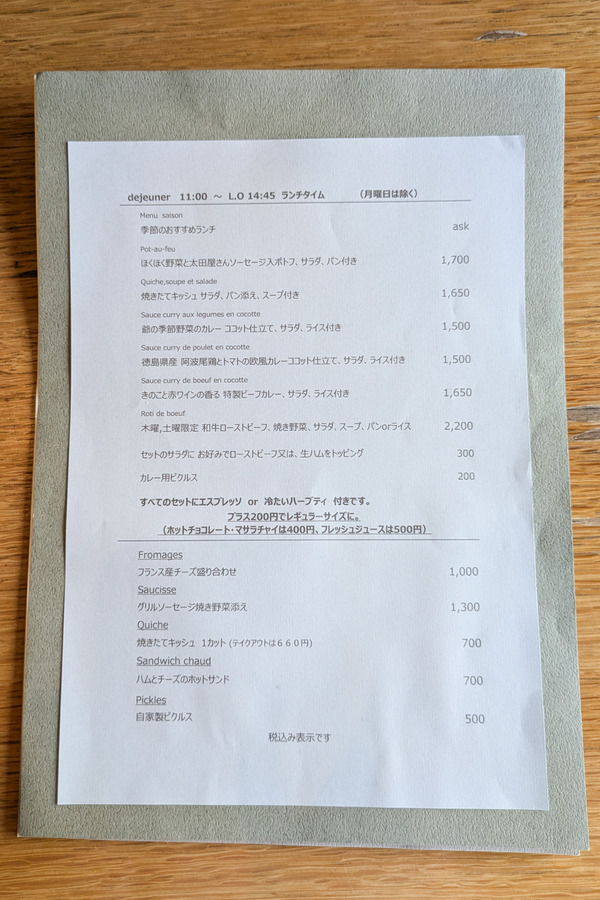 dejeuner 11:00 ～ L.O 14:45 ランチタイム （月曜日は除く）
Menu saison
季節のおすすめランチ ask
Pot-au-feu
ほくほく野菜と太田屋さんソーセージ入ポトフ、サラダ、パン付き 1,700
Quiche,soupe et salade
焼きたてキッシュ サラダ、パン添え、スープ付き 1,650
Sauce curry aux legumes en cocotte
爺の季節野菜のカレー ココット仕立て、サラダ、ライス付き 1,500
Sauce curry de poulet en cocotte
徳島県産 阿波尾鶏とトマトの欧風カレーココット仕立て、サラダ、ライス付き 1,500
Sauce curry de boeuf en cocotte
きのこと赤ワインの香る 特製ビーフカレー、サラダ、ライス付き 1,650
Roti de boeuf
木曜,土曜限定 和牛ローストビーフ、焼き野菜、サラダ、スープ、パンorライス 2,200
セットのサラダに お好みでローストビーフ又は、生ハムをトッピング 300
カレー用ピクルス 200
すべてのセットにエスプレッソ or 冷たいハーブティ 付きです。
プラス200円でレギュラーサイズに。
（ホットチョコレート・マサラチャイは400円、フレッシュジュースは500円）
Fromages
フランス産チーズ盛り合わせ 1,000
Saucisse
グリルソーセージ焼き野菜添え 1,300
Quiche
焼きたてキッシュ 1カット (テイクアウトは６６０円) 700
Sandwich chaud
ハムとチーズのホットサンド 700
Pickles
自家製ピクルス 500
税込み表示です